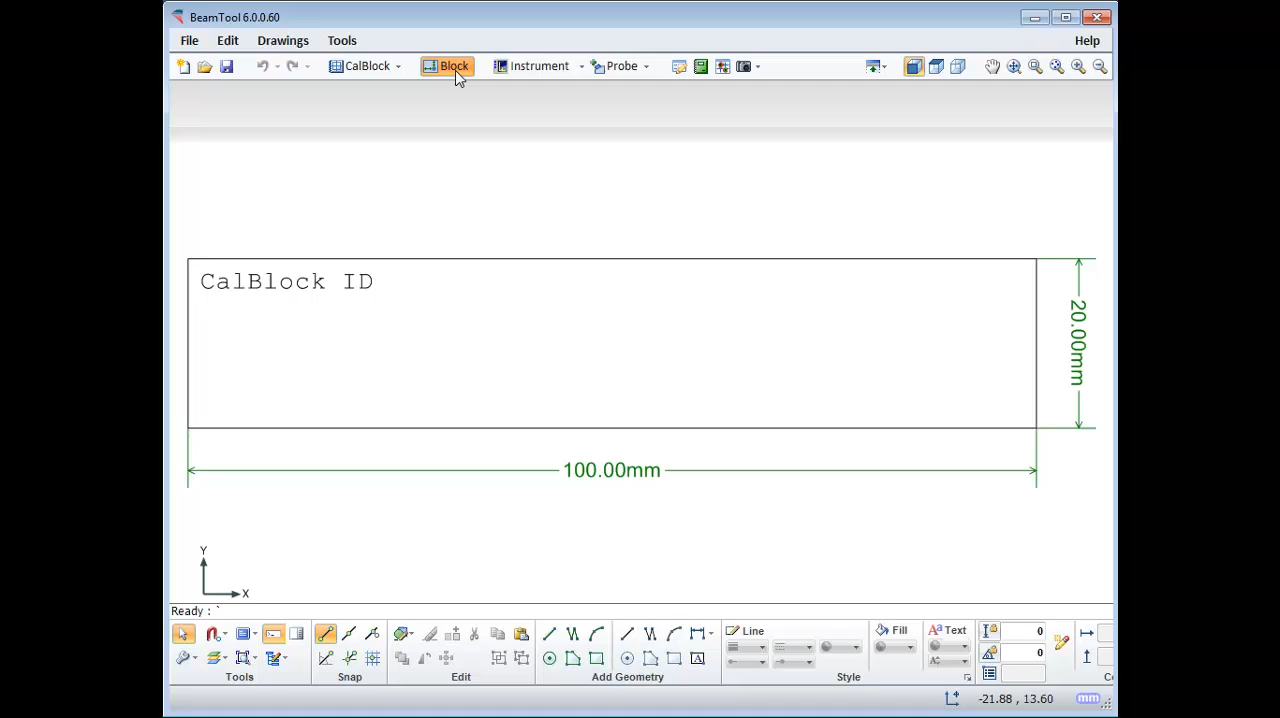 BeamTool 6.0.0.60
File Edit Drawings Tools Help
CalBlock Block Instrument Probe
CalBlock ID
20.00mm
100.00mm
Y
X
Ready : `
Line Fill Text 0
0
Tools Snap Edit Add Geometry Style Co
-21.88 , 13.60 mm